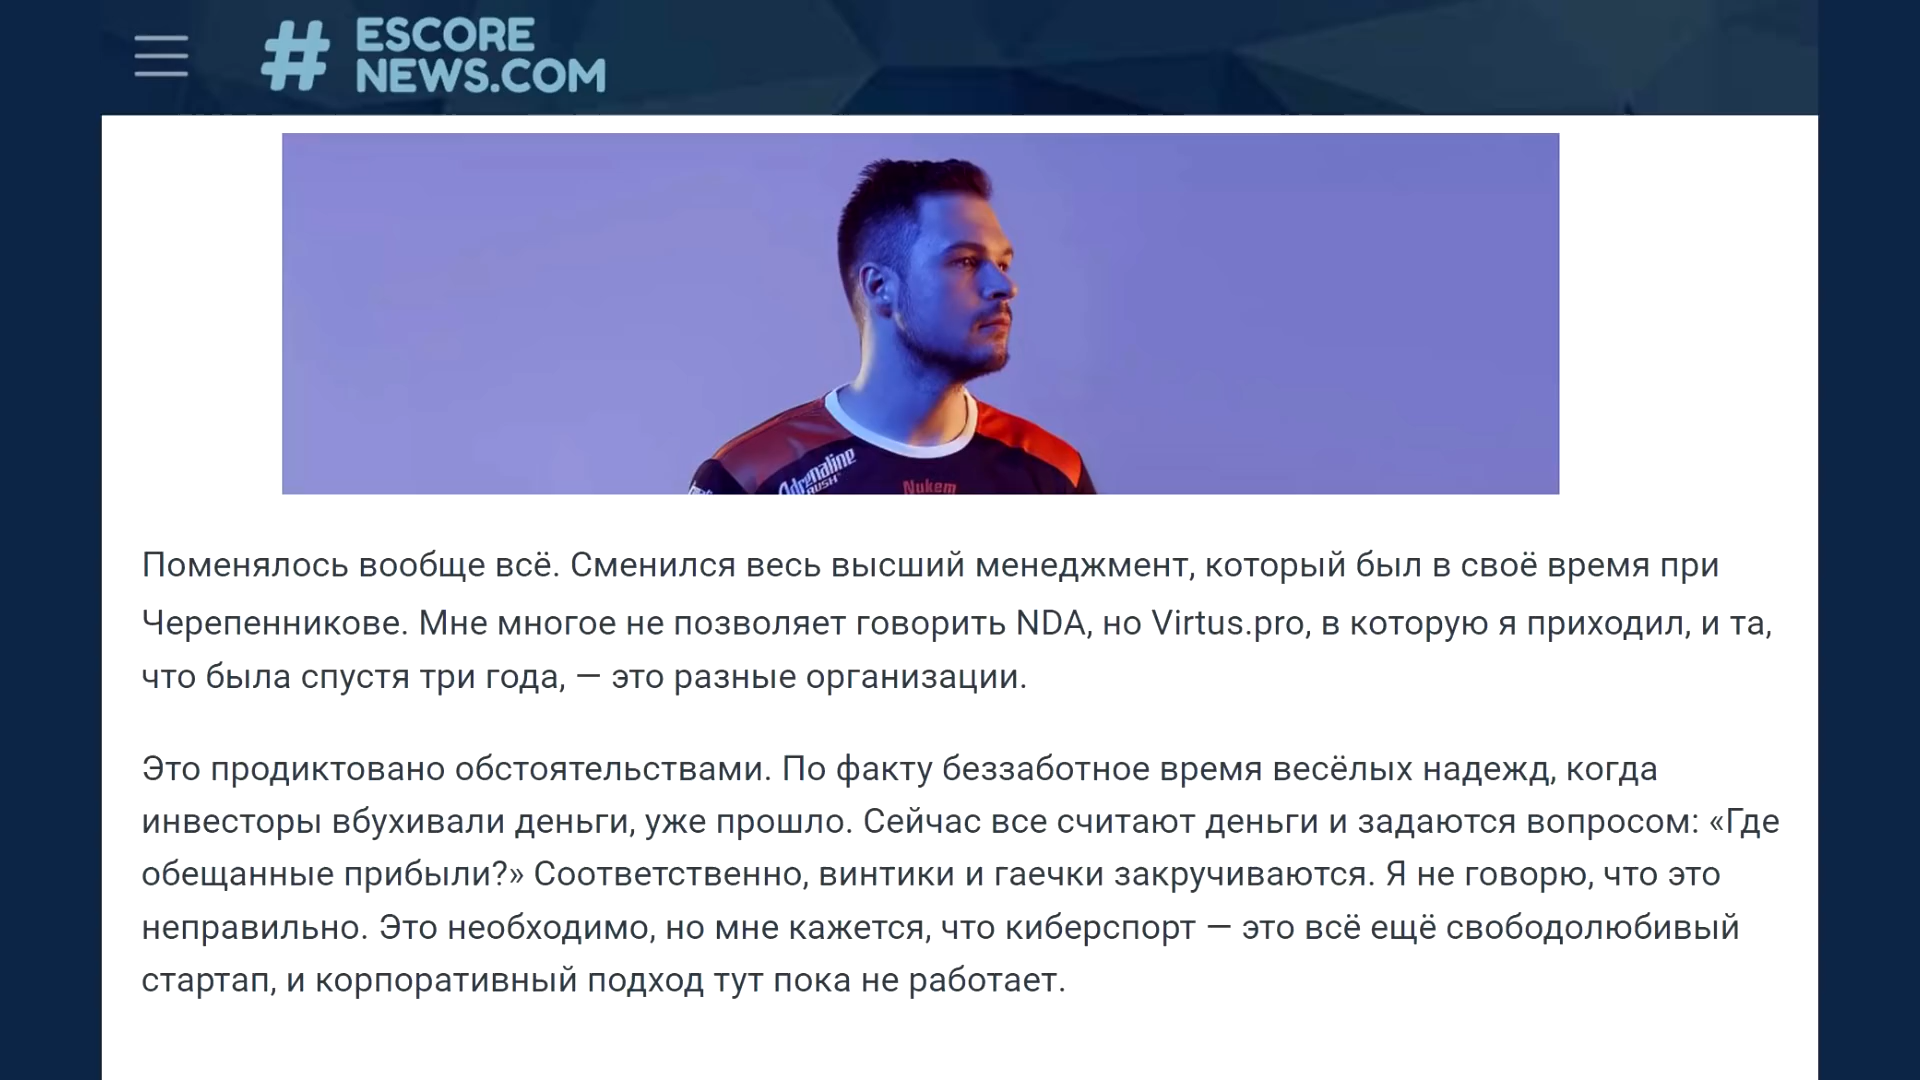 ESCORE
NEWS.COM
Adrenaline
RUSH
Nukem
Поменялось вообще всё. Сменился весь высший менеджмент, который был в своё время при
Черепенникове. Мне многое не позволяет говорить NDA, но Virtus.pro, в которую я приходил, и та,
что была спустя три года, — это разные организации.
Это продиктовано обстоятельствами. По факту беззаботное время весёлых надежд, когда
инвесторы вбухивали деньги, уже прошло. Сейчас все считают деньги и задаются вопросом: «Где
обещанные прибыли?» Соответственно, винтики и гаечки закручиваются. Я не говорю, что это
неправильно. Это необходимо, но мне кажется, что киберспорт — это всё ещё свободолюбивый
стартап, и корпоративный подход тут пока не работает.